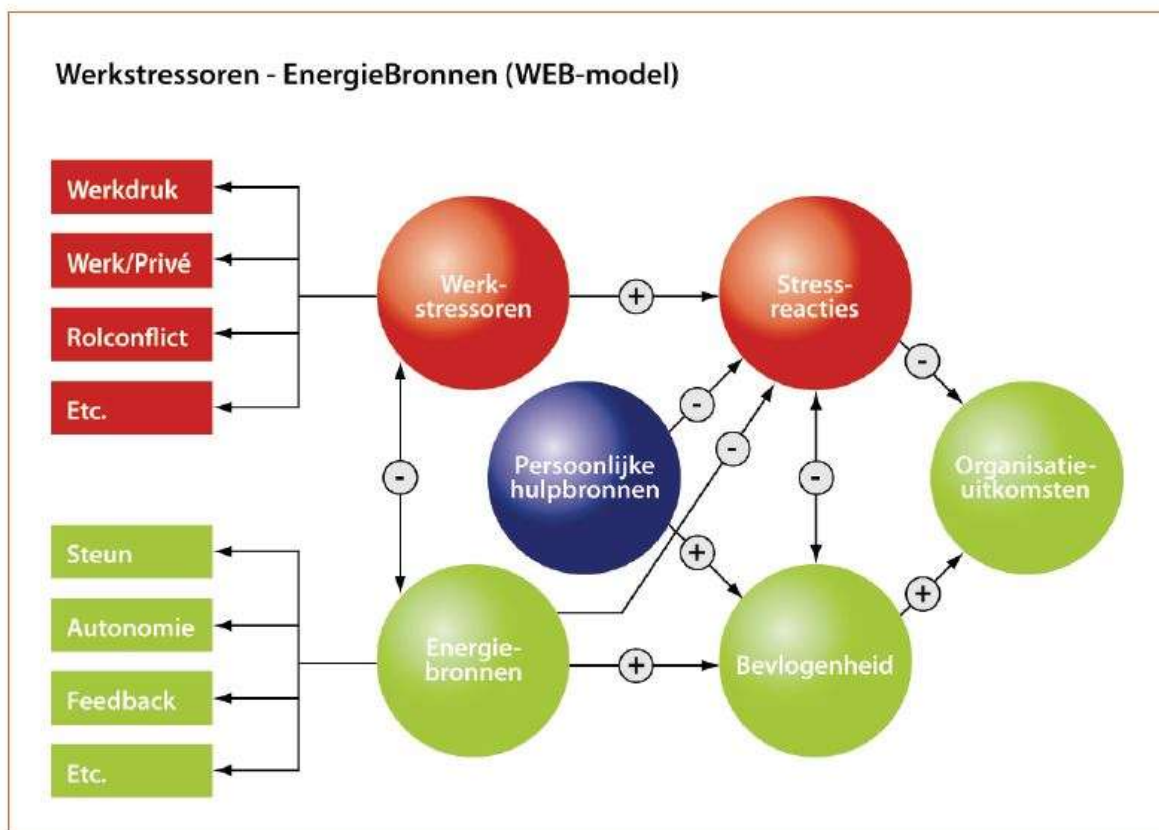 Werkstressoren - EnergieBronnen (WEB-model)
Werkdruk
Werk/Privé
Rolconflict
Etc.
Werk-
stressoren
+
Stress-
reacties
-
-
-
-
-
Persoonlijke
hulpbronnen
Organisatie-
uitkomsten
+
+
Steun
Autonomie
Feedback
Etc.
Energie-
bronnen
+
Bevlogenheid